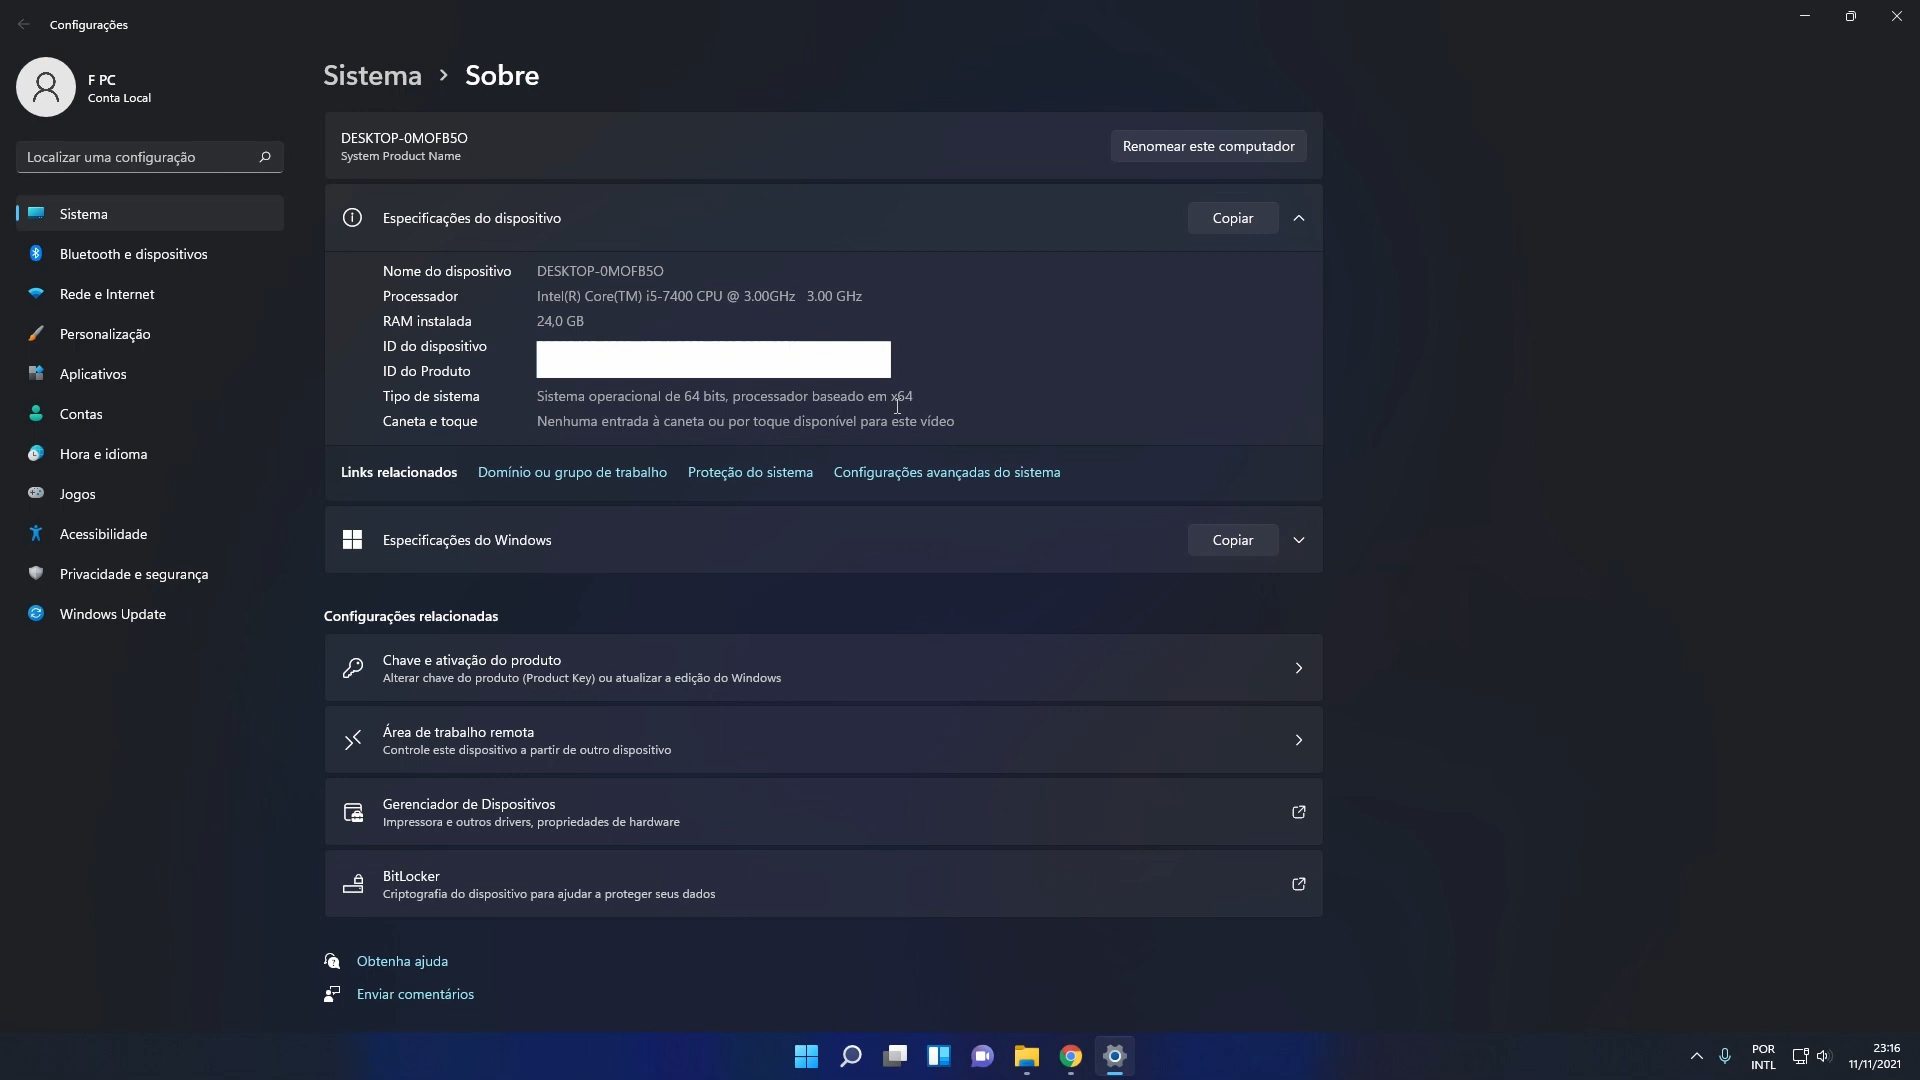 Configurações
F PC
Conta Local
Localizar uma configuração
Sistema
Bluetooth e dispositivos
Rede e Internet
Personalização
Aplicativos
Contas
Hora e idioma
Jogos
Acessibilidade
Privacidade e segurança
Windows Update
Sistema › Sobre
DESKTOP-0MOFB5O
System Product Name
Renomear este computador
Especificações do dispositivo
Copiar
Nome do dispositivo DESKTOP-0MOFB5O
Processador Intel(R) Core(TM) i5-7400 CPU @ 3.00GHz 3.00 GHz
RAM instalada 24,0 GB
ID do dispositivo
ID do Produto
Tipo de sistema Sistema operacional de 64 bits, processador baseado em x64
Caneta e toque Nenhuma entrada à caneta ou por toque disponível para este vídeo
Links relacionados Domínio ou grupo de trabalho Proteção do sistema Configurações avançadas do sistema
Especificações do Windows
Copiar
Configurações relacionadas
Chave e ativação do produto
Alterar chave do produto (Product Key) ou atualizar a edição do Windows
Área de trabalho remota
Controle este dispositivo a partir de outro dispositivo
Gerenciador de Dispositivos
Impressora e outros drivers, propriedades de hardware
BitLocker
Criptografia do dispositivo para ajudar a proteger seus dados
Obtenha ajuda
Enviar comentários
POR
INTL
23:16
11/11/2021